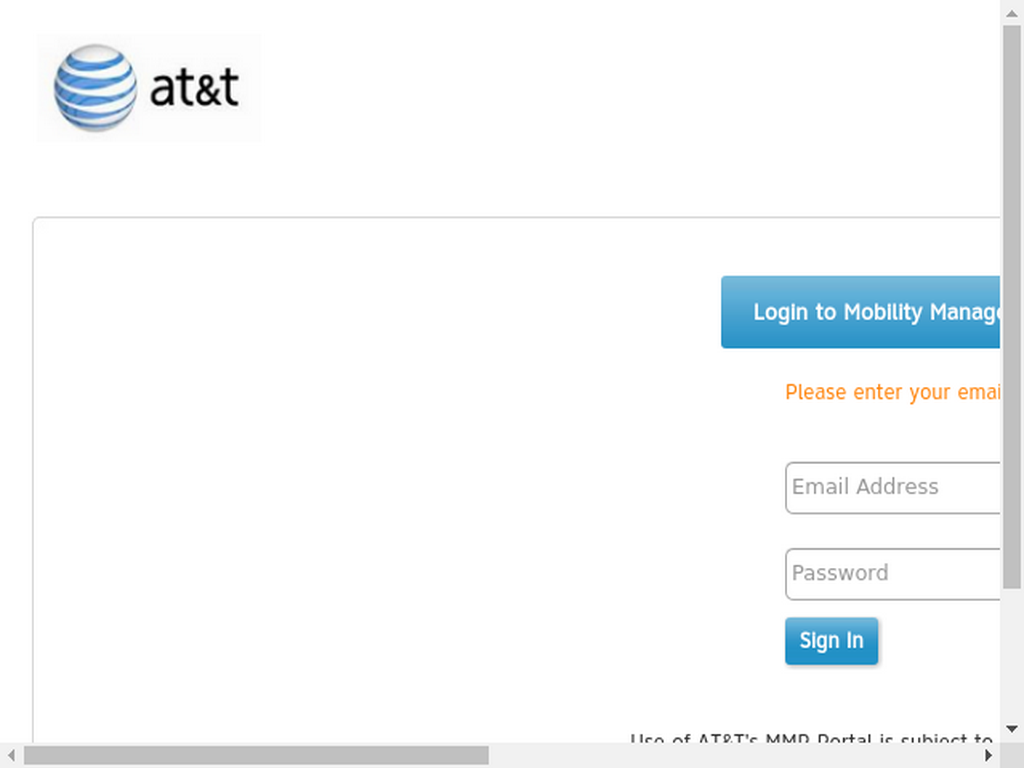 at&t
Login to Mobility Manag
Please enter your emai
Email Address
Password
Sign In
Use of AT&T's MMP Portal is subject to